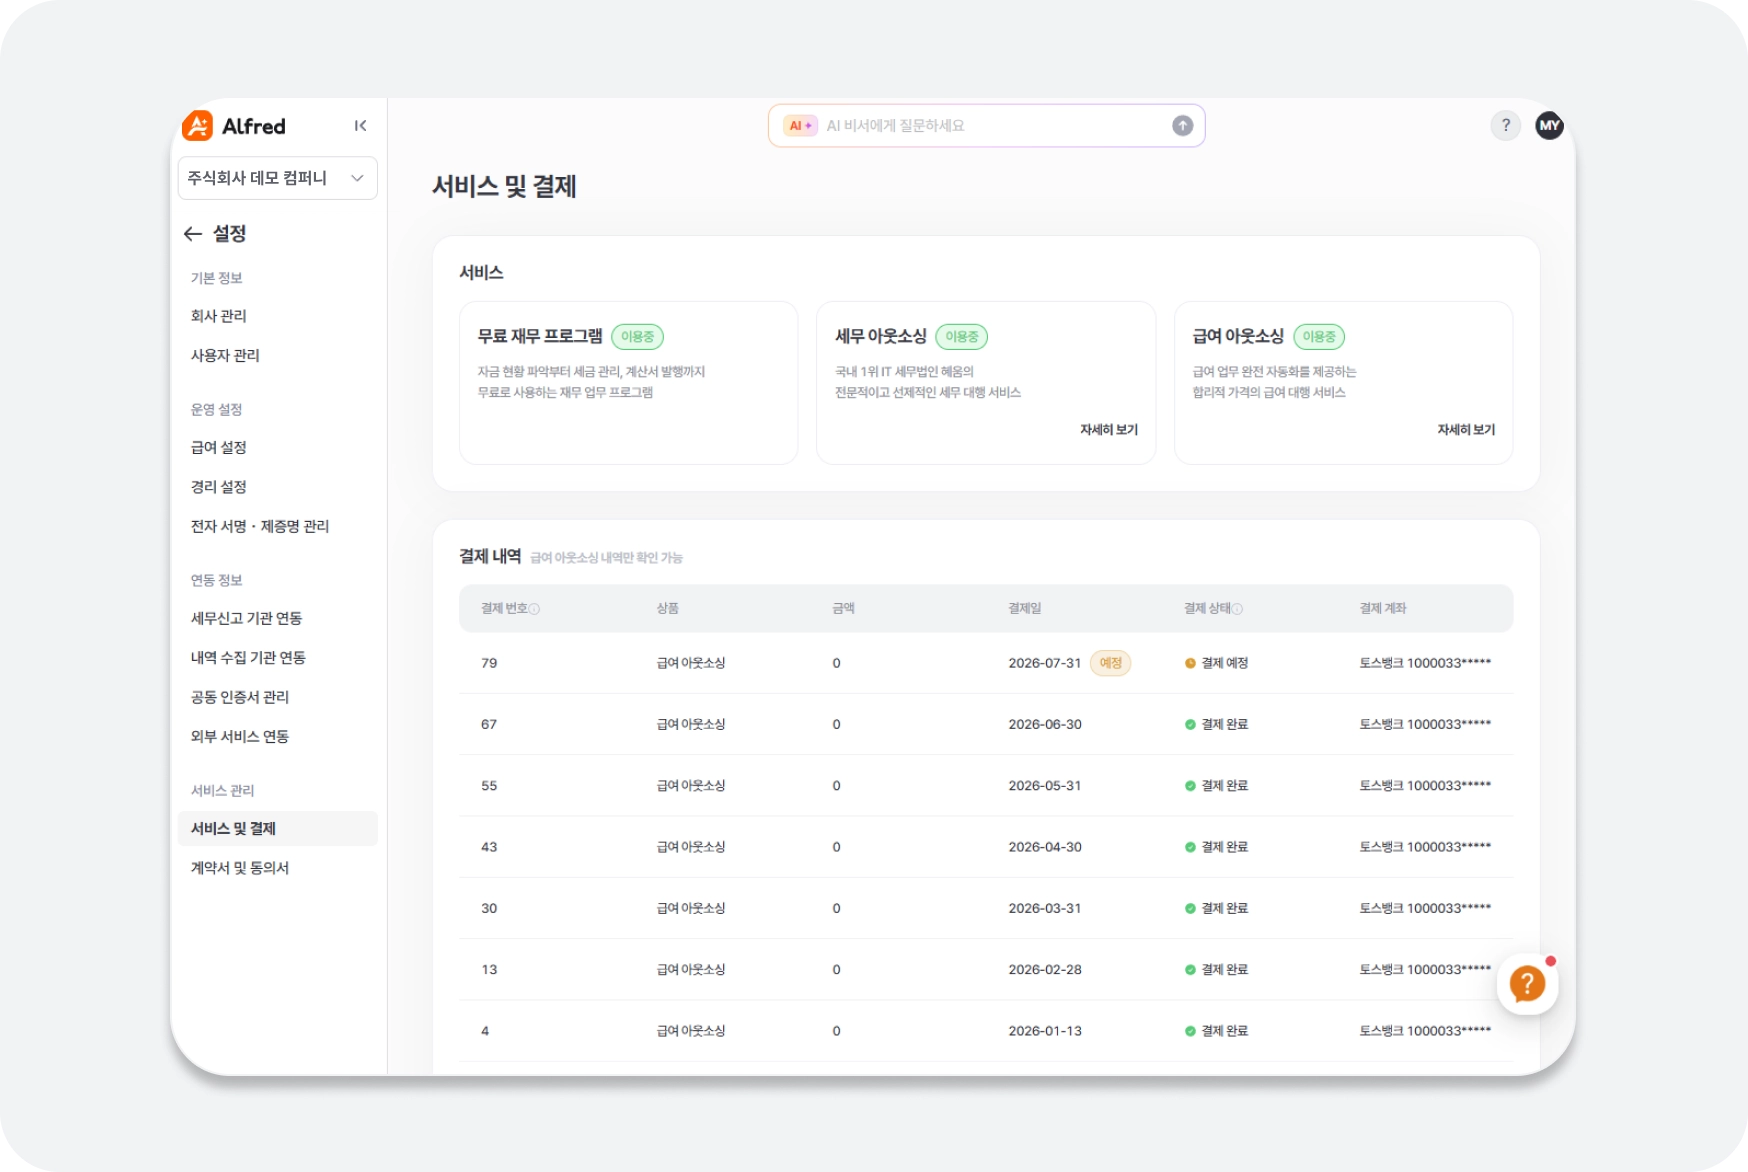 Alfred
AI
AI 비서에게 질문하세요
?
MY
주식회사 데모 컴퍼니
설정
기본 정보
회사 관리
사용자 관리
운영 설정
급여 설정
경리 설정
전자 서명・제증명 관리
연동 정보
세무신고 기관 연동
내역 수집 기관 연동
공동 인증서 관리
외부 서비스 연동
서비스 관리
서비스 및 결제
계약서 및 동의서
서비스 및 결제
서비스
무료 재무 프로그램 이용중
자금 현황 파악부터 세금 관리, 계산서 발행까지
무료로 사용하는 재무 업무 프로그램
세무 아웃소싱 이용중
국내 1위 IT 세무법인 혜움의
전문적이고 선제적인 세무 대행 서비스
자세히 보기
급여 아웃소싱 이용중
급여 업무 완전 자동화를 제공하는
합리적 가격의 급여 대행 서비스
자세히 보기
결제 내역 급여 아웃소싱 내역만 확인 가능
결제 번호 상품 금액 결제일 결제 상태 결제 계좌
79 급여 아웃소싱 0 2026-07-31 예정 결제 예정 토스뱅크 1000033*****
67 급여 아웃소싱 0 2026-06-30 결제 완료 토스뱅크 1000033*****
55 급여 아웃소싱 0 2026-05-31 결제 완료 토스뱅크 1000033*****
43 급여 아웃소싱 0 2026-04-30 결제 완료 토스뱅크 1000033*****
30 급여 아웃소싱 0 2026-03-31 결제 완료 토스뱅크 1000033*****
13 급여 아웃소싱 0 2026-02-28 결제 완료 토스뱅크 1000033*****
4 급여 아웃소싱 0 2026-01-13 결제 완료 토스뱅크 1000033*****
?